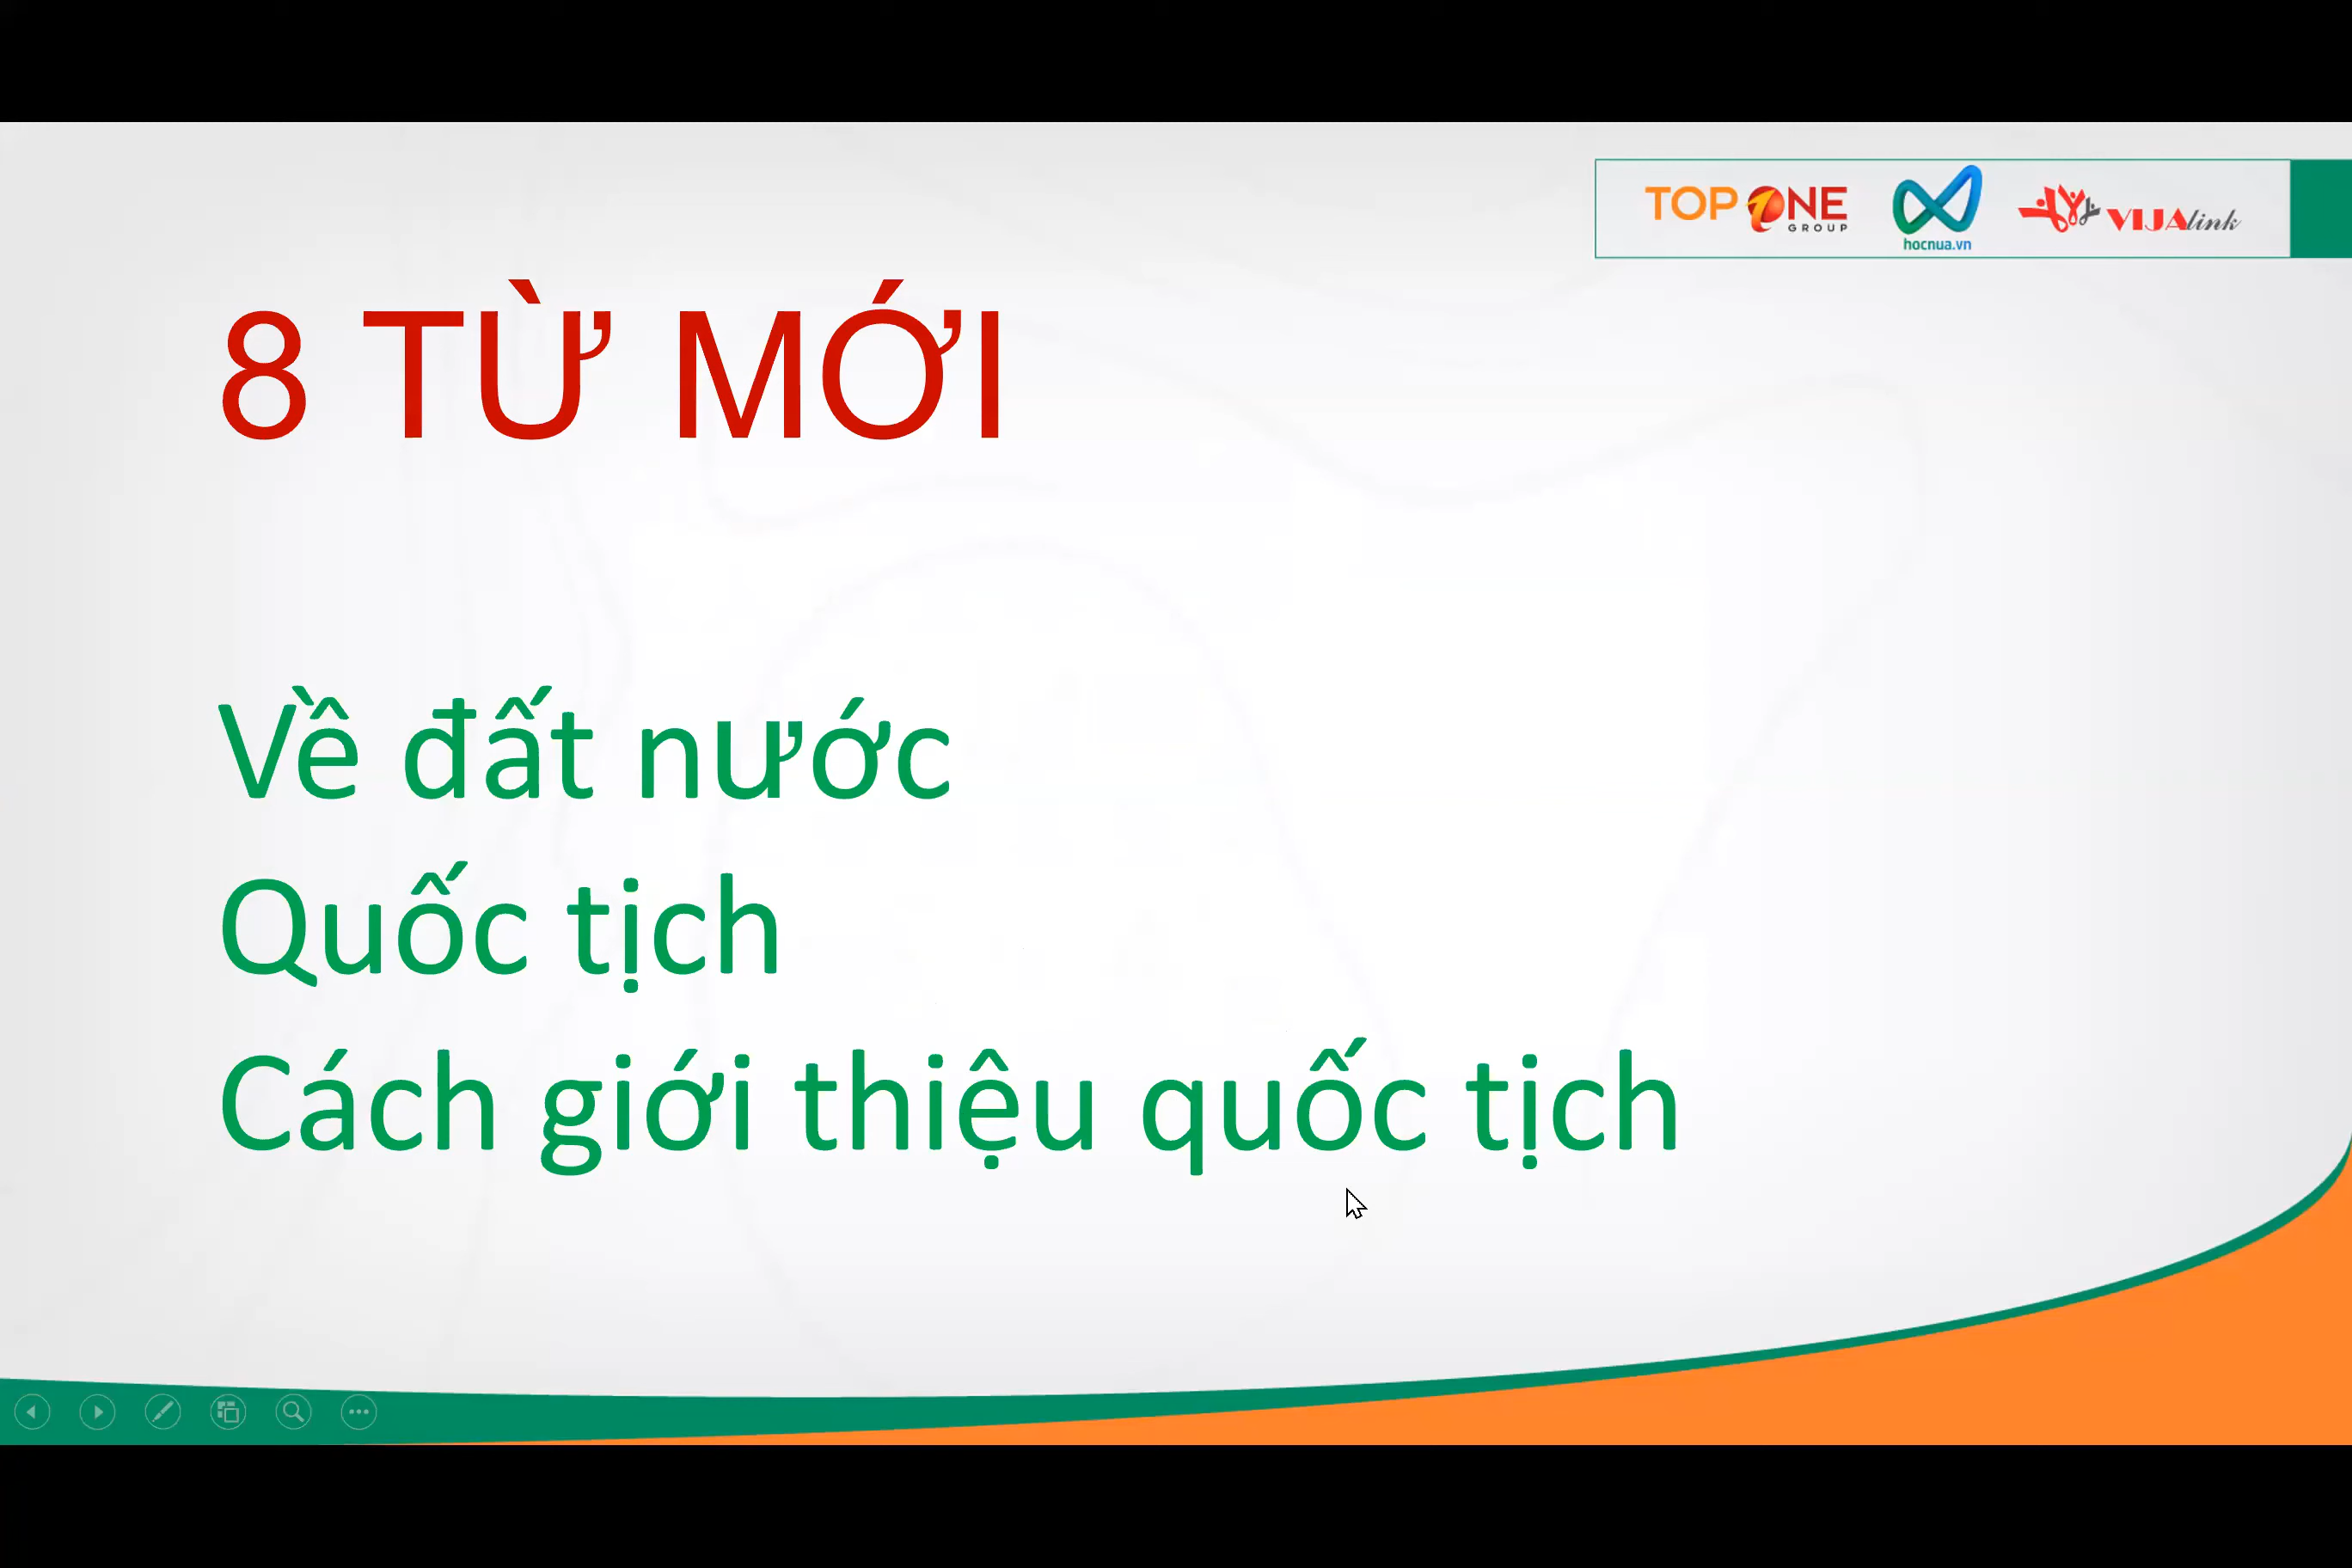 TOP ONE
GROUP
hocnua.vn
VIJAlink
8 TỪ MỚI
Về đất nước
Quốc tịch
Cách giới thiệu quốc tịch